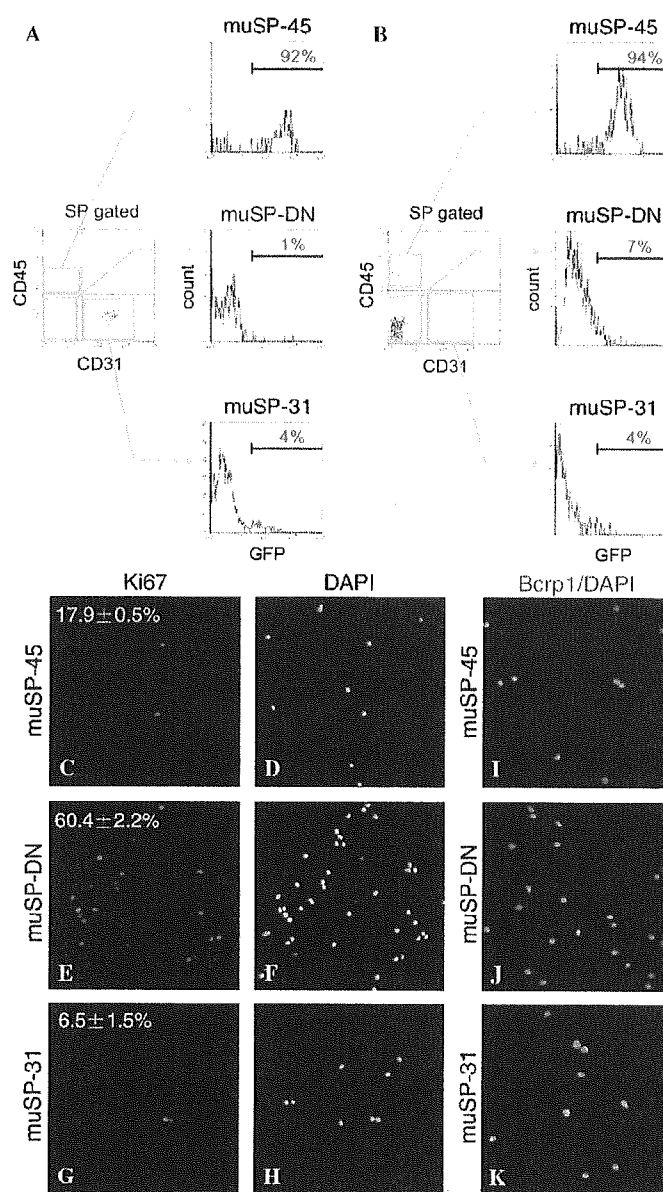 A
muSP-45
92%
B
muSP-45
94%
SP gated
CD45
CD31
muSP-DN
1%
SP gated
CD45
CD31
count
muSP-DN
7%
muSP-31
4%
GFP
muSP-31
4%
GFP
Ki67
DAPI
Bcrp1/DAPI
muSP-45
17.9±0.5%
C
D
muSP-45
I
muSP-DN
60.4±2.2%
E
F
muSP-DN
J
muSP-31
6.5±1.5%
G
H
muSP-31
K